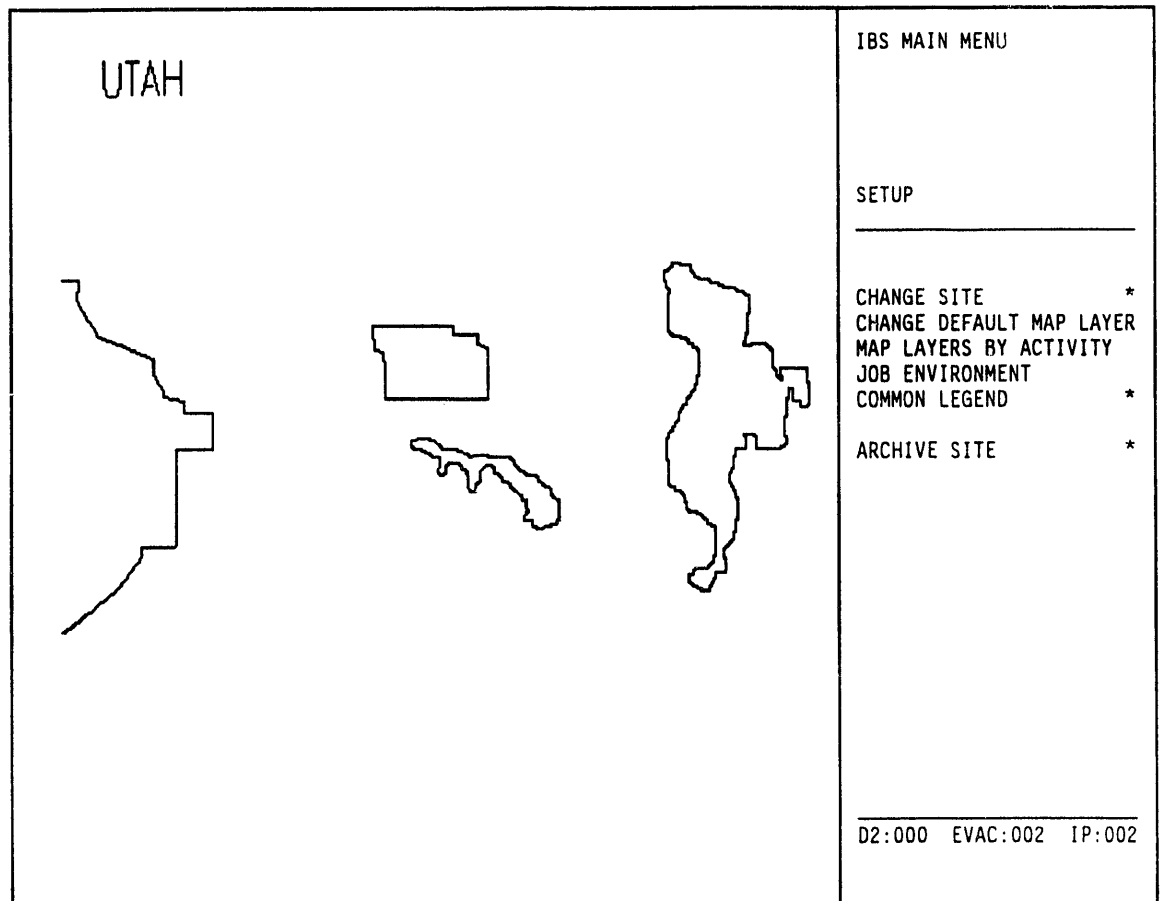 UTAH
IBS MAIN MENU
SETUP
CHANGE SITE *
CHANGE DEFAULT MAP LAYER
MAP LAYERS BY ACTIVITY
JOB ENVIRONMENT
COMMON LEGEND *
ARCHIVE SITE *
D2:000 EVAC:002 IP:002